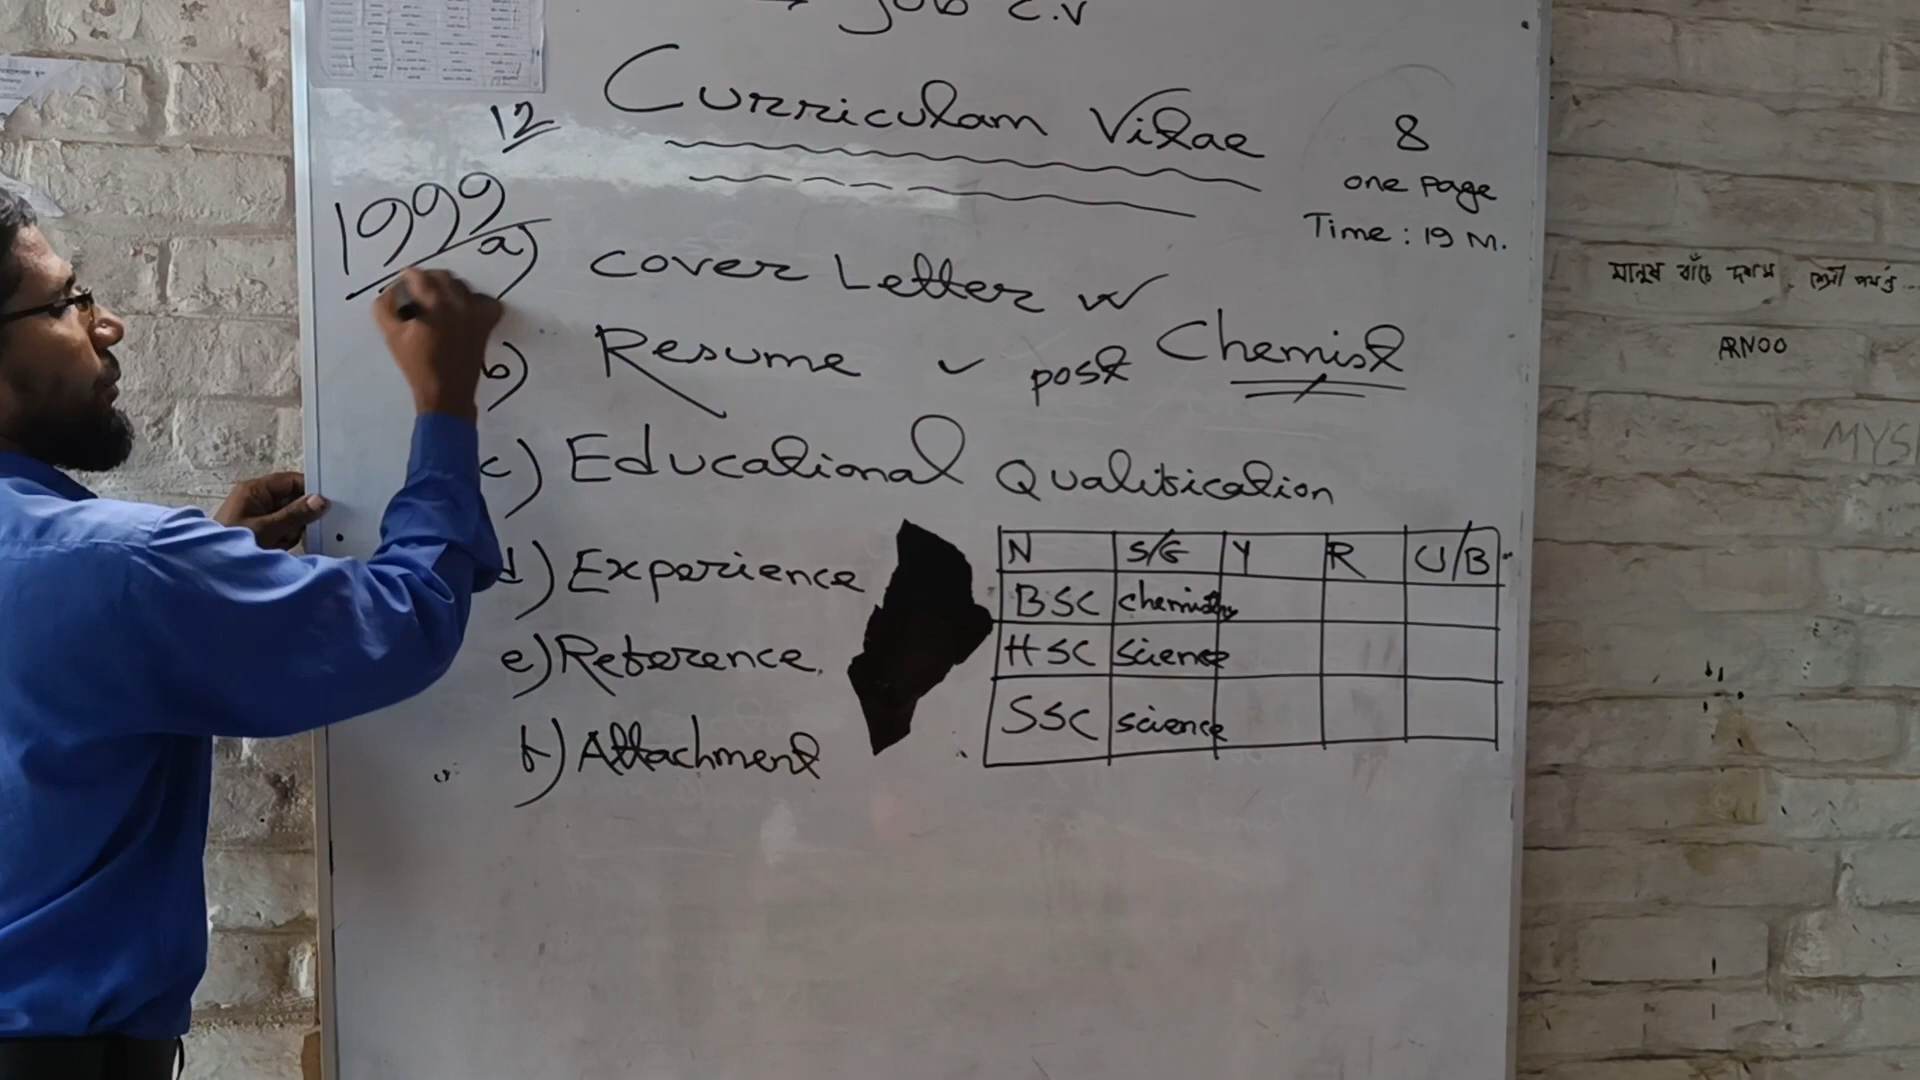 Job C.V
Curriculam Vitae
12
8
one page
Time : 19 M.
1999
a) Cover Letter
b) Resume
post Chemist
c) Educational Qualification
d) Experience
e) Reference
f) Attachment
N S/G Y R U/B
BSC chemistry
HSC science
SSC science
মানুষ বাঁচে
ARNOO